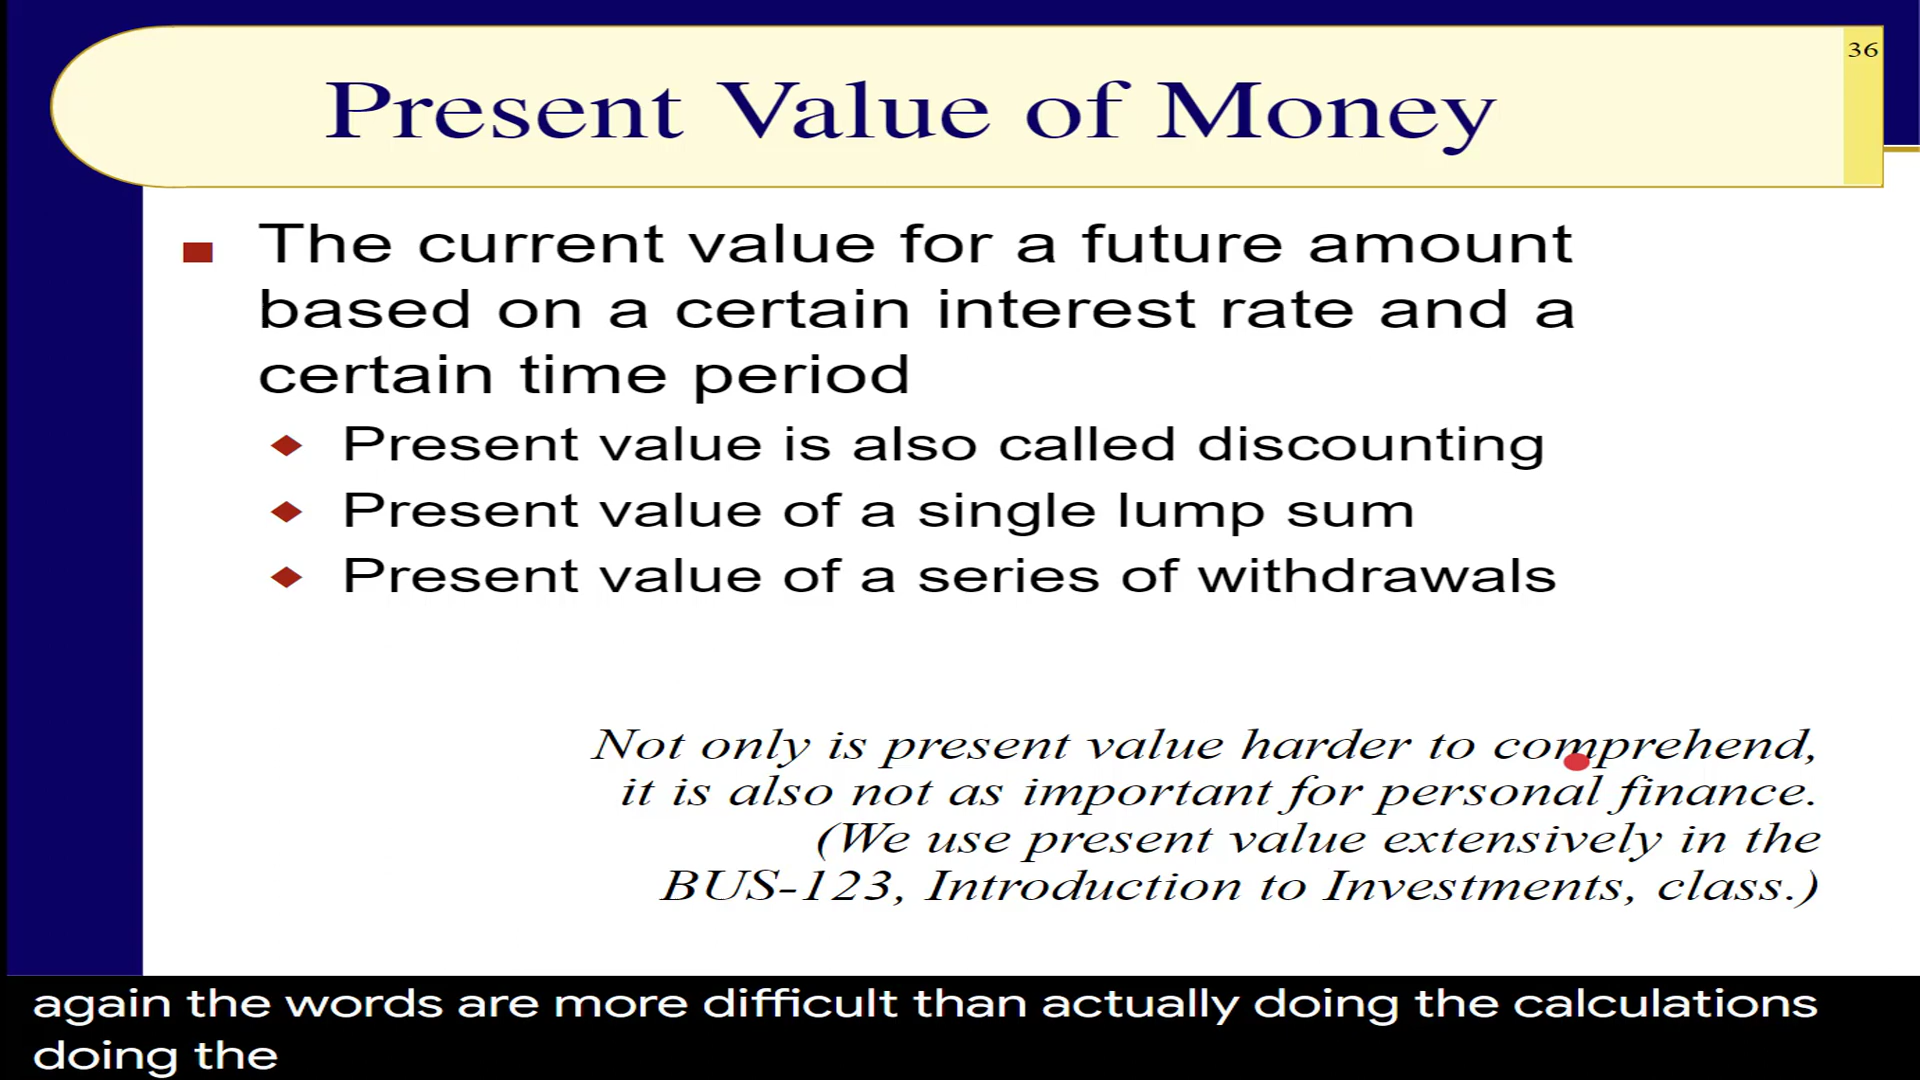 36
Present Value of Money
The current value for a future amount
based on a certain interest rate and a
certain time period
Present value is also called discounting
Present value of a single lump sum
Present value of a series of withdrawals
Not only is present value harder to comprehend,
it is also not as important for personal finance.
(We use present value extensively in the
BUS-123, Introduction to Investments, class.)
again the words are more difficult than actually doing the calculations
doing the